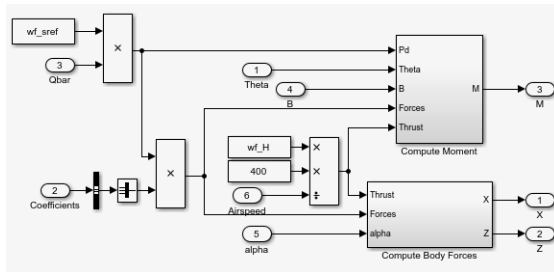 wf_sref
×
3
Qbar
2
Coefficients
×
1
Theta
4
B
wf_H
400
×
×
÷
6
Airspeed
5
alpha
Pd
Theta
B
Forces
Thrust
M
Compute Moment
3
M
Thrust
Forces
alpha
X
Z
Compute Body Forces
1
X
2
Z